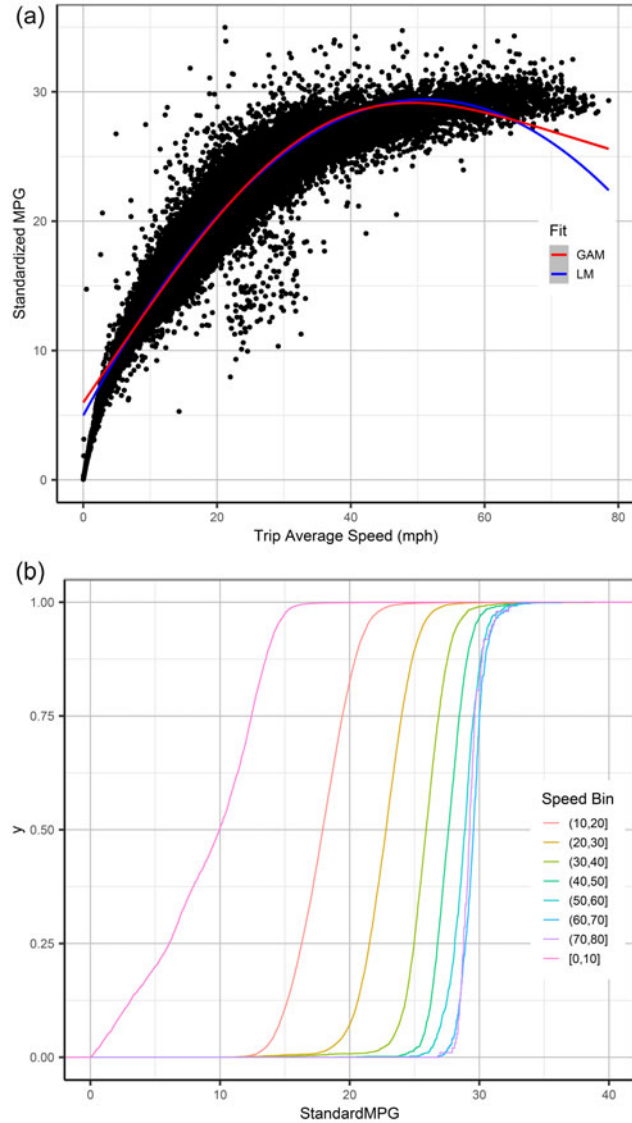 (a)
30
20
10
0
Standardized MPG
Fit
GAM
LM
0
20
40
60
80
Trip Average Speed (mph)
(b)
1.00
0.75
0.50
0.25
0.00
y
Speed Bin
(10,20]
(20,30]
(30,40]
(40,50]
(50,60]
(60,70]
(70,80]
[0,10]
0
10
20
30
40
StandardMPG